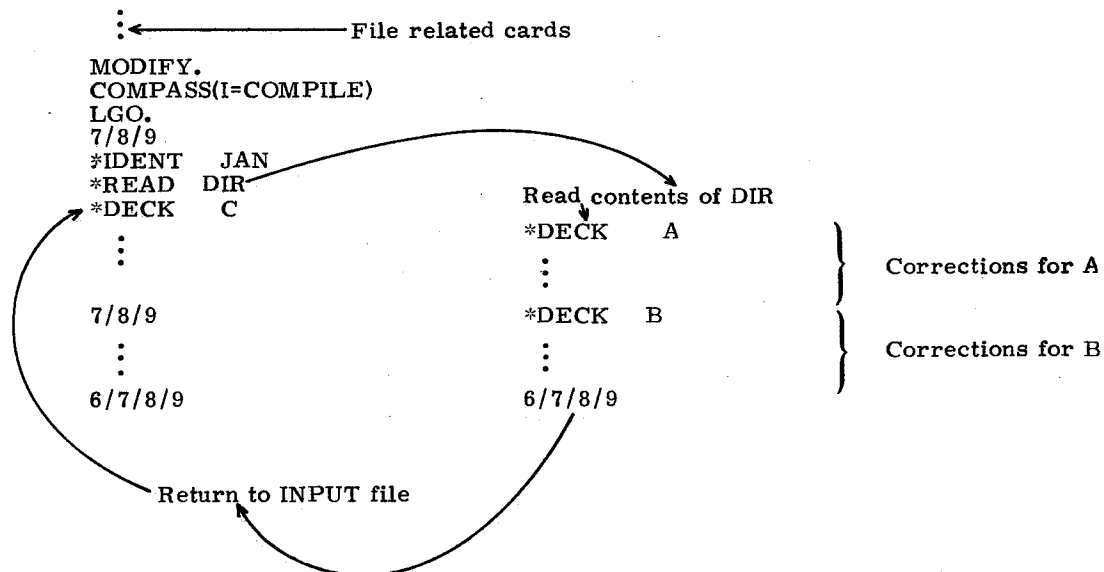 File related cards
MODIFY.
COMPASS(I=COMPILE)
LGO.
7/8/9
*IDENT JAN
*READ DIR
*DECK C
7/8/9
6/7/8/9
Read contents of DIR
*DECK A
Corrections for A
*DECK B
Corrections for B
6/7/8/9
Return to INPUT file